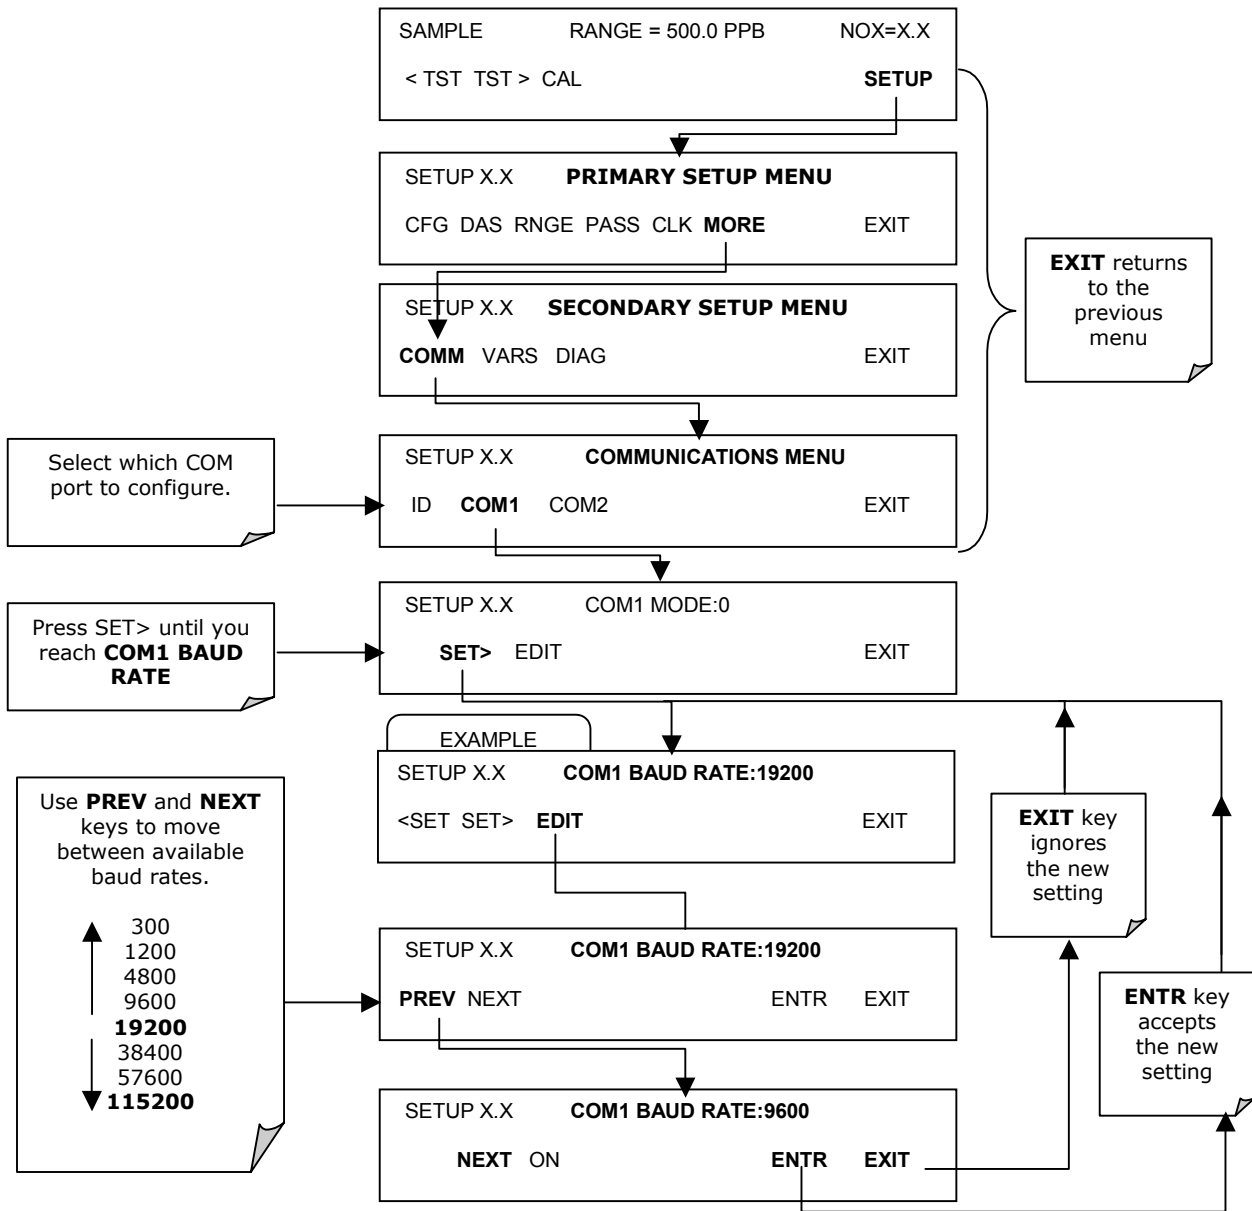 SAMPLE RANGE = 500.0 PPB NOX=X.X
< TST TST > CAL SETUP
SETUP X.X PRIMARY SETUP MENU
CFG DAS RNGE PASS CLK MORE EXIT
SETUP X.X SECONDARY SETUP MENU
COMM VARS DIAG EXIT
EXIT returns
to the
previous
menu
Select which COM
port to configure.
SETUP X.X COMMUNICATIONS MENU
ID COM1 COM2 EXIT
Press SET> until you
reach COM1 BAUD
RATE
SETUP X.X COM1 MODE:0
SET> EDIT EXIT
EXAMPLE
SETUP X.X COM1 BAUD RATE:19200
<SET SET> EDIT EXIT
Use PREV and NEXT
keys to move
between available
baud rates.
300
1200
4800
9600
19200
38400
57600
115200
EXIT key
ignores
the new
setting
SETUP X.X COM1 BAUD RATE:19200
PREV NEXT ENTR EXIT
ENTR key
accepts
the new
setting
SETUP X.X COM1 BAUD RATE:9600
NEXT ON ENTR EXIT